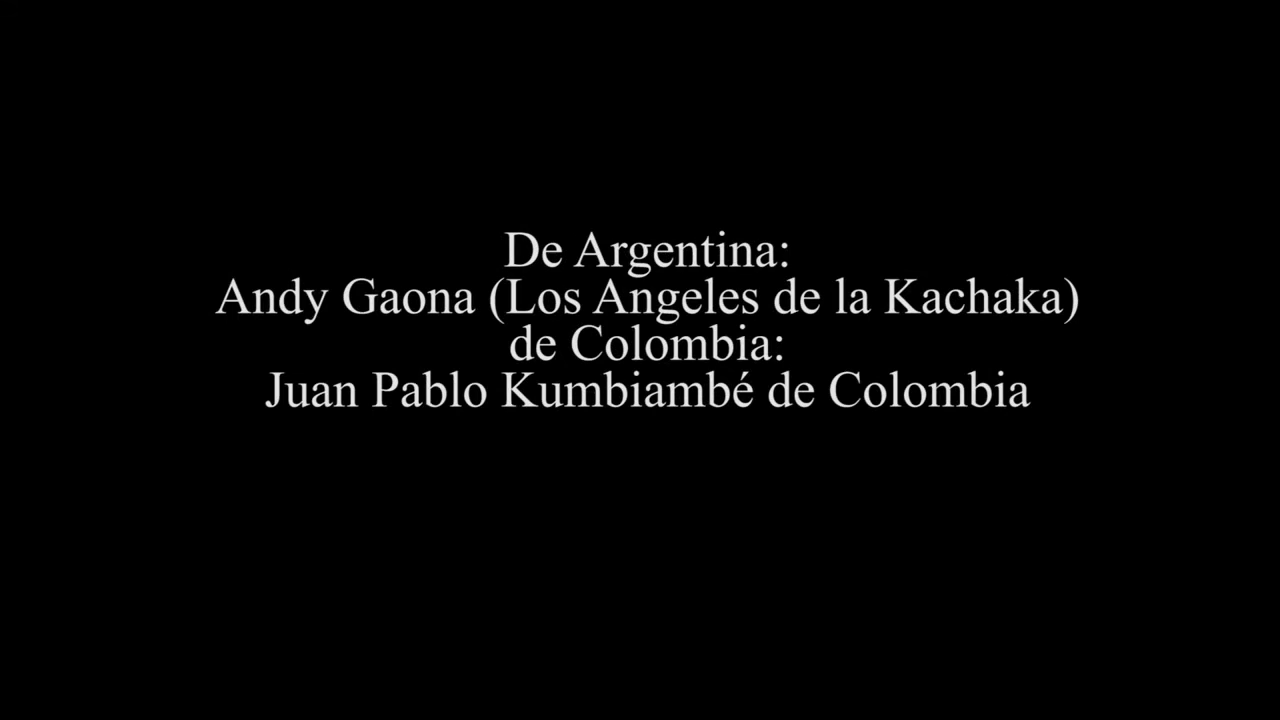 De Argentina:
Andy Gaona (Los Angeles de la Kachaka)
de Colombia:
Juan Pablo Kumbiambé de Colombia